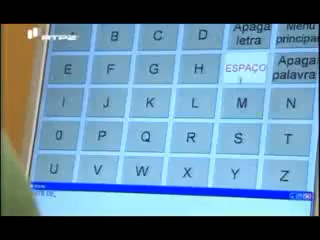 RTP2
B C D Apaga letra Menu principal
E F G H ESPAÇO Apaga palavra
I J K L M N
O P Q R S T
U V W X Y Z